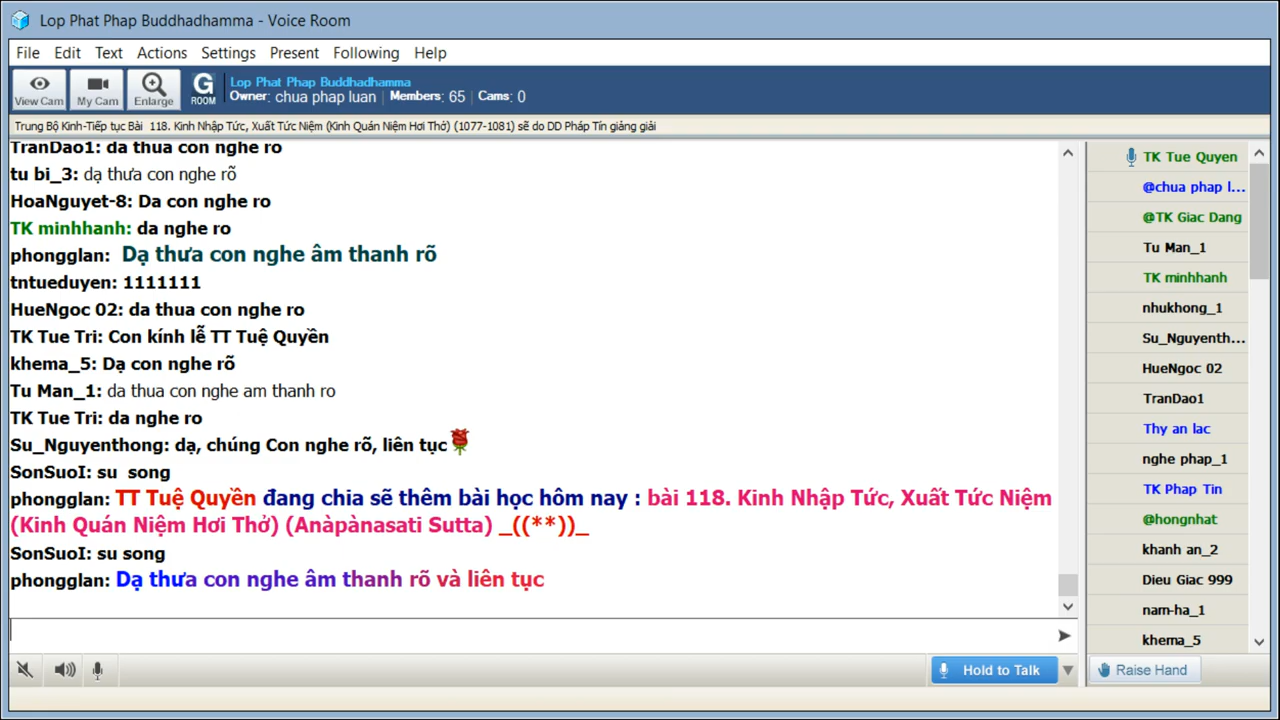 Lop Phat Phap Buddhadhamma - Voice Room
File Edit Text Actions Settings Present Following Help
View Cam My Cam Enlarge G ROOM
Lop Phat Phap Buddhadhamma
Owner: chua phap luan | Members: 65 | Cams: 0
Trung Bộ Kinh-Tiếp tục Bài 118. Kinh Nhập Tức, Xuất Tức Niệm (Kinh Quán Niệm Hơi Thở) (1077-1081) sẽ do DD Pháp Tín giảng giải
TranDao1: da thua con nghe ro
tu bi_3: dạ thưa con nghe rõ
HoaNguyet-8: Da con nghe ro
TK minhhanh: da nghe ro
phongglan: Dạ thưa con nghe âm thanh rõ
tntueduyen: 1111111
HueNgoc 02: da thua con nghe ro
TK Tue Tri: Con kính lễ TT Tuệ Quyền
khema_5: Dạ con nghe rõ
Tu Man_1: da thua con nghe am thanh ro
TK Tue Tri: da nghe ro
Su_Nguyenthong: dạ, chúng Con nghe rõ, liên tục
SonSuoI: su song
phongglan: TT Tuệ Quyền đang chia sẽ thêm bài học hôm nay : bài 118. Kinh Nhập Tức, Xuất Tức Niệm
(Kinh Quán Niệm Hơi Thở) (Anàpànasati Sutta) _((**))_
SonSuoI: su song
phongglan: Dạ thưa con nghe âm thanh rõ và liên tục
Hold to Talk
TK Tue Quyen
@chua phap l...
@TK Giac Dang
Tu Man_1
TK minhhanh
nhukhong_1
Su_Nguyenth...
HueNgoc 02
TranDao1
Thy an lac
nghe phap_1
TK Phap Tin
@hongnhat
khanh an_2
Dieu Giac 999
nam-ha_1
khema_5
Raise Hand